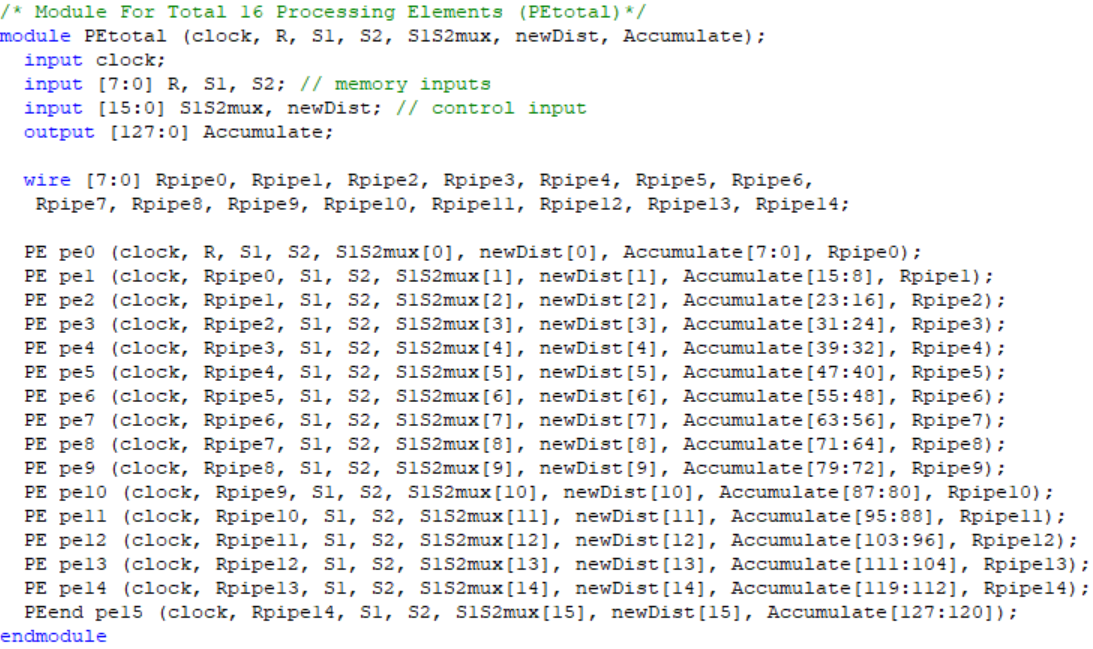 /* Module For Total 16 Processing Elements (PEtotal)*/
module PEtotal (clock, R, S1, S2, S1S2mux, newDist, Accumulate);
input clock;
input [7:0] R, S1, S2; // memory inputs
input [15:0] S1S2mux, newDist; // control input
output [127:0] Accumulate;
wire [7:0] Rpipe0, Rpipe1, Rpipe2, Rpipe3, Rpipe4, Rpipe5, Rpipe6,
Rpipe7, Rpipe8, Rpipe9, Rpipe10, Rpipe11, Rpipe12, Rpipe13, Rpipe14;
PE pe0 (clock, R, S1, S2, S1S2mux[0], newDist[0], Accumulate[7:0], Rpipe0);
PE pe1 (clock, Rpipe0, S1, S2, S1S2mux[1], newDist[1], Accumulate[15:8], Rpipe1);
PE pe2 (clock, Rpipe1, S1, S2, S1S2mux[2], newDist[2], Accumulate[23:16], Rpipe2);
PE pe3 (clock, Rpipe2, S1, S2, S1S2mux[3], newDist[3], Accumulate[31:24], Rpipe3);
PE pe4 (clock, Rpipe3, S1, S2, S1S2mux[4], newDist[4], Accumulate[39:32], Rpipe4);
PE pe5 (clock, Rpipe4, S1, S2, S1S2mux[5], newDist[5], Accumulate[47:40], Rpipe5);
PE pe6 (clock, Rpipe5, S1, S2, S1S2mux[6], newDist[6], Accumulate[55:48], Rpipe6);
PE pe7 (clock, Rpipe6, S1, S2, S1S2mux[7], newDist[7], Accumulate[63:56], Rpipe7);
PE pe8 (clock, Rpipe7, S1, S2, S1S2mux[8], newDist[8], Accumulate[71:64], Rpipe8);
PE pe9 (clock, Rpipe8, S1, S2, S1S2mux[9], newDist[9], Accumulate[79:72], Rpipe9);
PE pe10 (clock, Rpipe9, S1, S2, S1S2mux[10], newDist[10], Accumulate[87:80], Rpipe10);
PE pe11 (clock, Rpipe10, S1, S2, S1S2mux[11], newDist[11], Accumulate[95:88], Rpipe11);
PE pe12 (clock, Rpipe11, S1, S2, S1S2mux[12], newDist[12], Accumulate[103:96], Rpipe12);
PE pe13 (clock, Rpipe12, S1, S2, S1S2mux[13], newDist[13], Accumulate[111:104], Rpipe13);
PE pe14 (clock, Rpipe13, S1, S2, S1S2mux[14], newDist[14], Accumulate[119:112], Rpipe14);
PEend pe15 (clock, Rpipe14, S1, S2, S1S2mux[15], newDist[15], Accumulate[127:120]);
endmodule